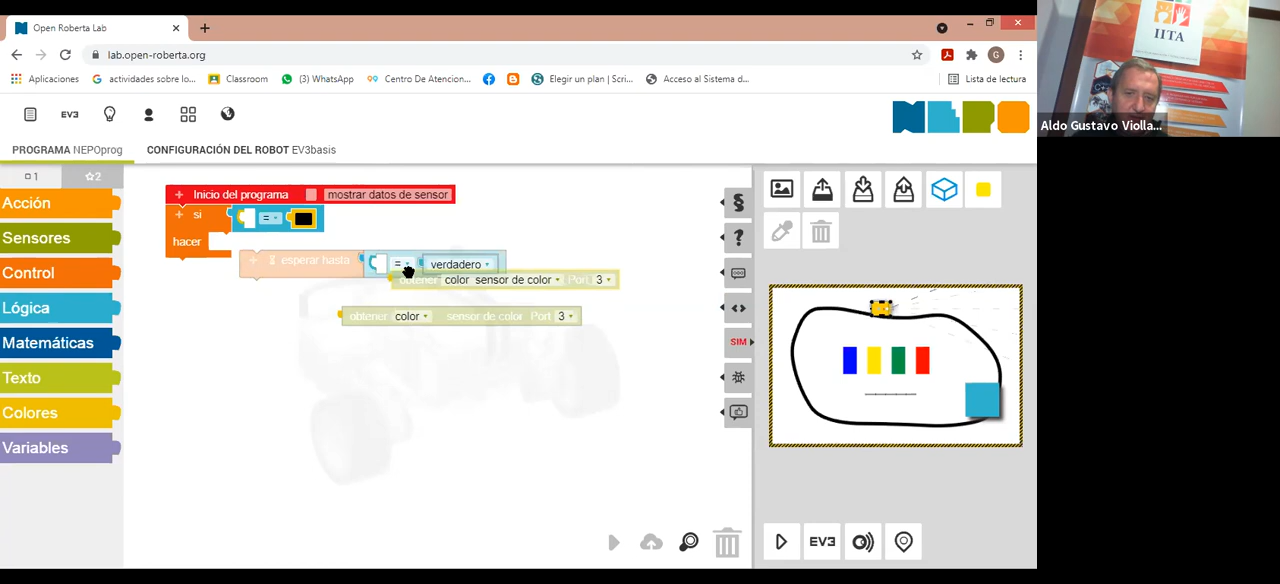 Open Roberta Lab
lab.open-roberta.org
Aplicaciones
actividades sobre lo...
Classroom
(3) WhatsApp
Centro De Atencion...
Elegir un plan | Scri...
Acceso al Sistema d...
Lista de lectura
G
IITA
Aldo Gustavo Violla...
EV3
PROGRAMA NEPOprog
CONFIGURACIÓN DEL ROBOT EV3basis
1
2
+ Inicio del programa mostrar datos de sensor
Acción
+ si =
hacer
Sensores
+ esperar hasta = verdadero
obtener color sensor de color Port 3
Control
Lógica
obtener color sensor de color Port 3
Matemáticas
SIM
Texto
Colores
Variables
EV3